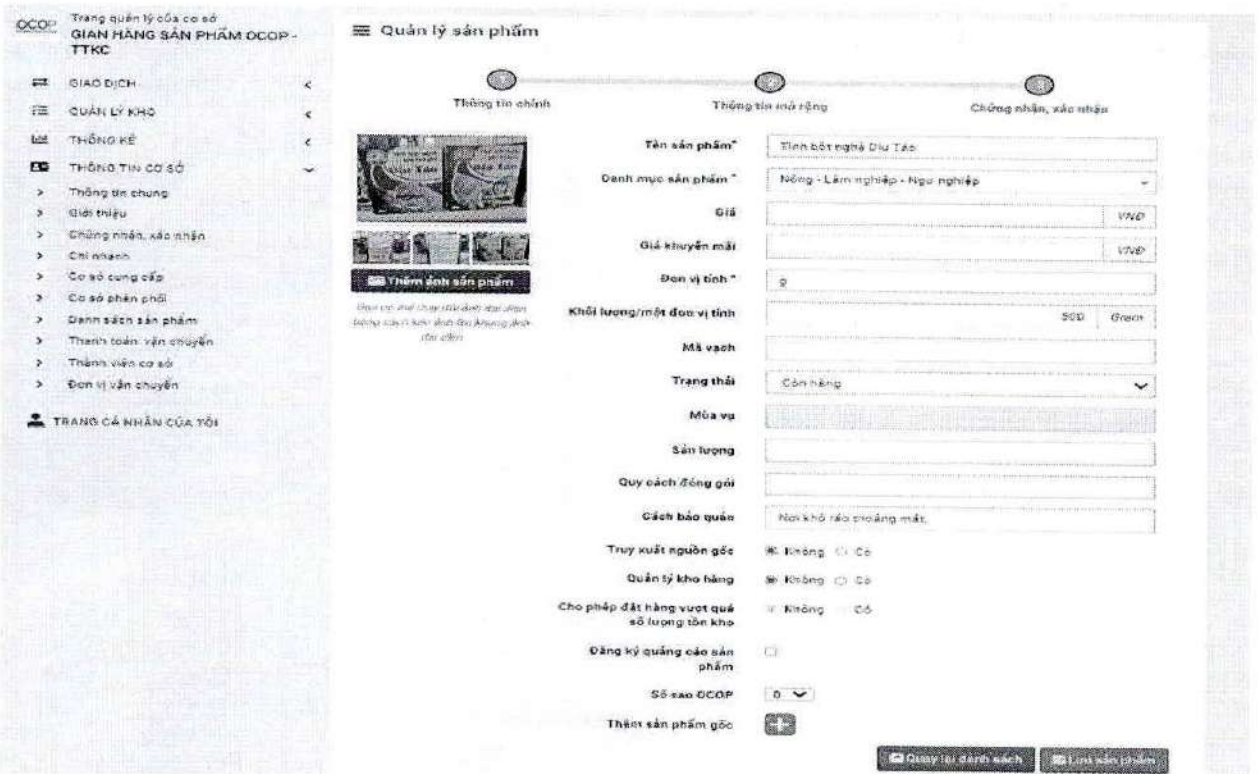 OCOP
Trang quản lý của cơ sở
GIAN HÀNG SẢN PHẨM OCOP -
TTKC
GIAO DỊCH
QUẢN LÝ KHO
THỐNG KÊ
THÔNG TIN CƠ SỞ
Thông tin chung
Giới thiệu
Chứng nhận, xác nhận
Chi nhánh
Cơ sở cung cấp
Cơ sở phân phối
Danh sách sản phẩm
Thanh toán, vận chuyển
Thành viên cơ sở
Đơn vị vận chuyển
TRANG CÁ NHÂN CỦA TÔI
Quản lý sản phẩm
1 2 3
Thông tin chính Thông tin mở rộng Chứng nhận, xác nhận
Thêm ảnh sản phẩm
Tên sản phẩm* Tinh bột nghệ Dịu Táo
Danh mục sản phẩm * Nông - Lâm nghiệp - Ngư nghiệp
Giá VNĐ
Giá khuyến mãi VNĐ
Đơn vị tính * g
Khối lượng/một đơn vị tính 500 Gram
Mã vạch
Trạng thái Còn hàng
Mùa vụ
Sản lượng
Quy cách đóng gói
Cách bảo quản Nơi khô ráo thoáng mát.
Truy xuất nguồn gốc Không Có
Quản lý kho hàng Không Có
Cho phép đặt hàng vượt quá Không Có
số lượng tồn kho
Đăng ký quảng cáo sản
phẩm
Số sao OCOP 0
Thêm sản phẩm gốc
Quay lại danh sách Lưu sản phẩm